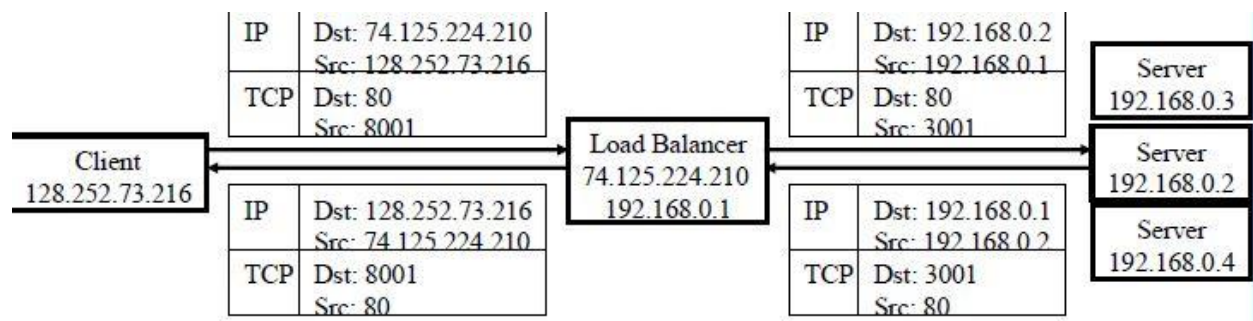 IP Dst: 74.125.224.210
Src: 128.252.73.216
TCP Dst: 80
Src: 8001
IP Dst: 192.168.0.2
Src: 192.168.0.1
TCP Dst: 80
Src: 3001
Server
192.168.0.3
Client
128.252.73.216
Load Balancer
74.125.224.210
192.168.0.1
Server
192.168.0.2
IP Dst: 128.252.73.216
Src: 74.125.224.210
TCP Dst: 8001
Src: 80
IP Dst: 192.168.0.1
Src: 192.168.0.2
TCP Dst: 3001
Src: 80
Server
192.168.0.4